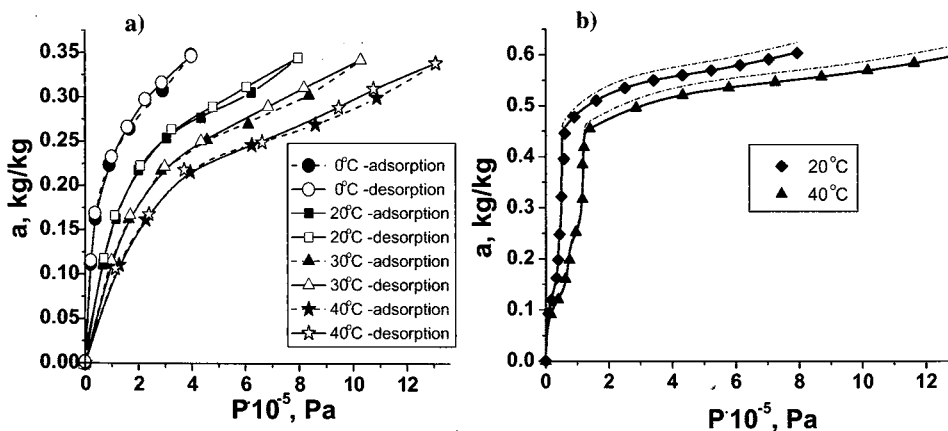 a)
a, kg/kg
0.35
0.30
0.25
0.20
0.15
0.10
0.05
0.00
0°C -adsorption
0°C -desorption
20°C -adsorption
20°C -desorption
30°C -adsorption
30°C -desorption
40°C -adsorption
40°C -desorption
0 2 4 6 8 10 12
P·10⁻⁵, Pa
b)
a, kg/kg
0.6
0.5
0.4
0.3
0.2
0.1
0.0
20°C
40°C
0 2 4 6 8 10 12
P·10⁻⁵, Pa